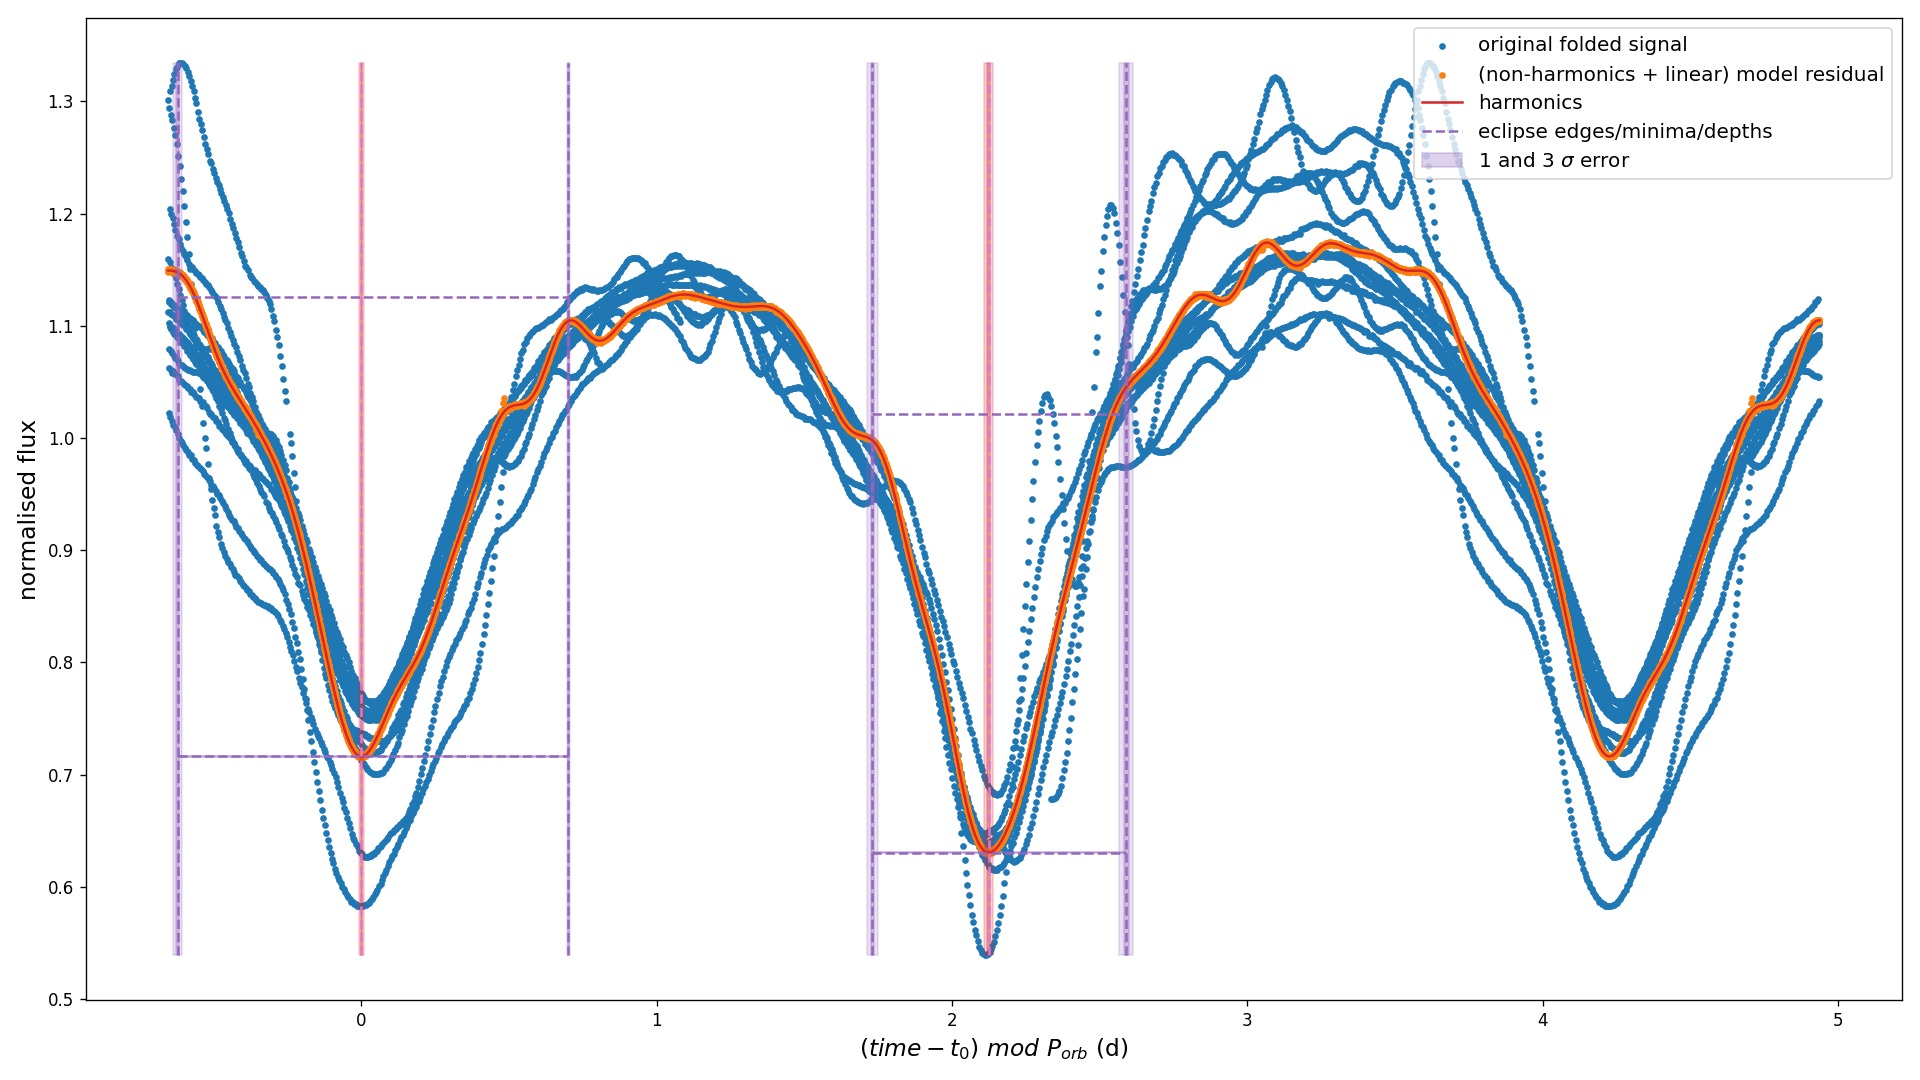 original folded signal
(non-harmonics + linear) model residual
harmonics
eclipse edges/minima/depths
1 and 3 σ error
normalised flux
1.3
1.2
1.1
1.0
0.9
0.8
0.7
0.6
0.5
0 1 2 3 4 5
(time − t₀) mod Pₒᵣb (d)